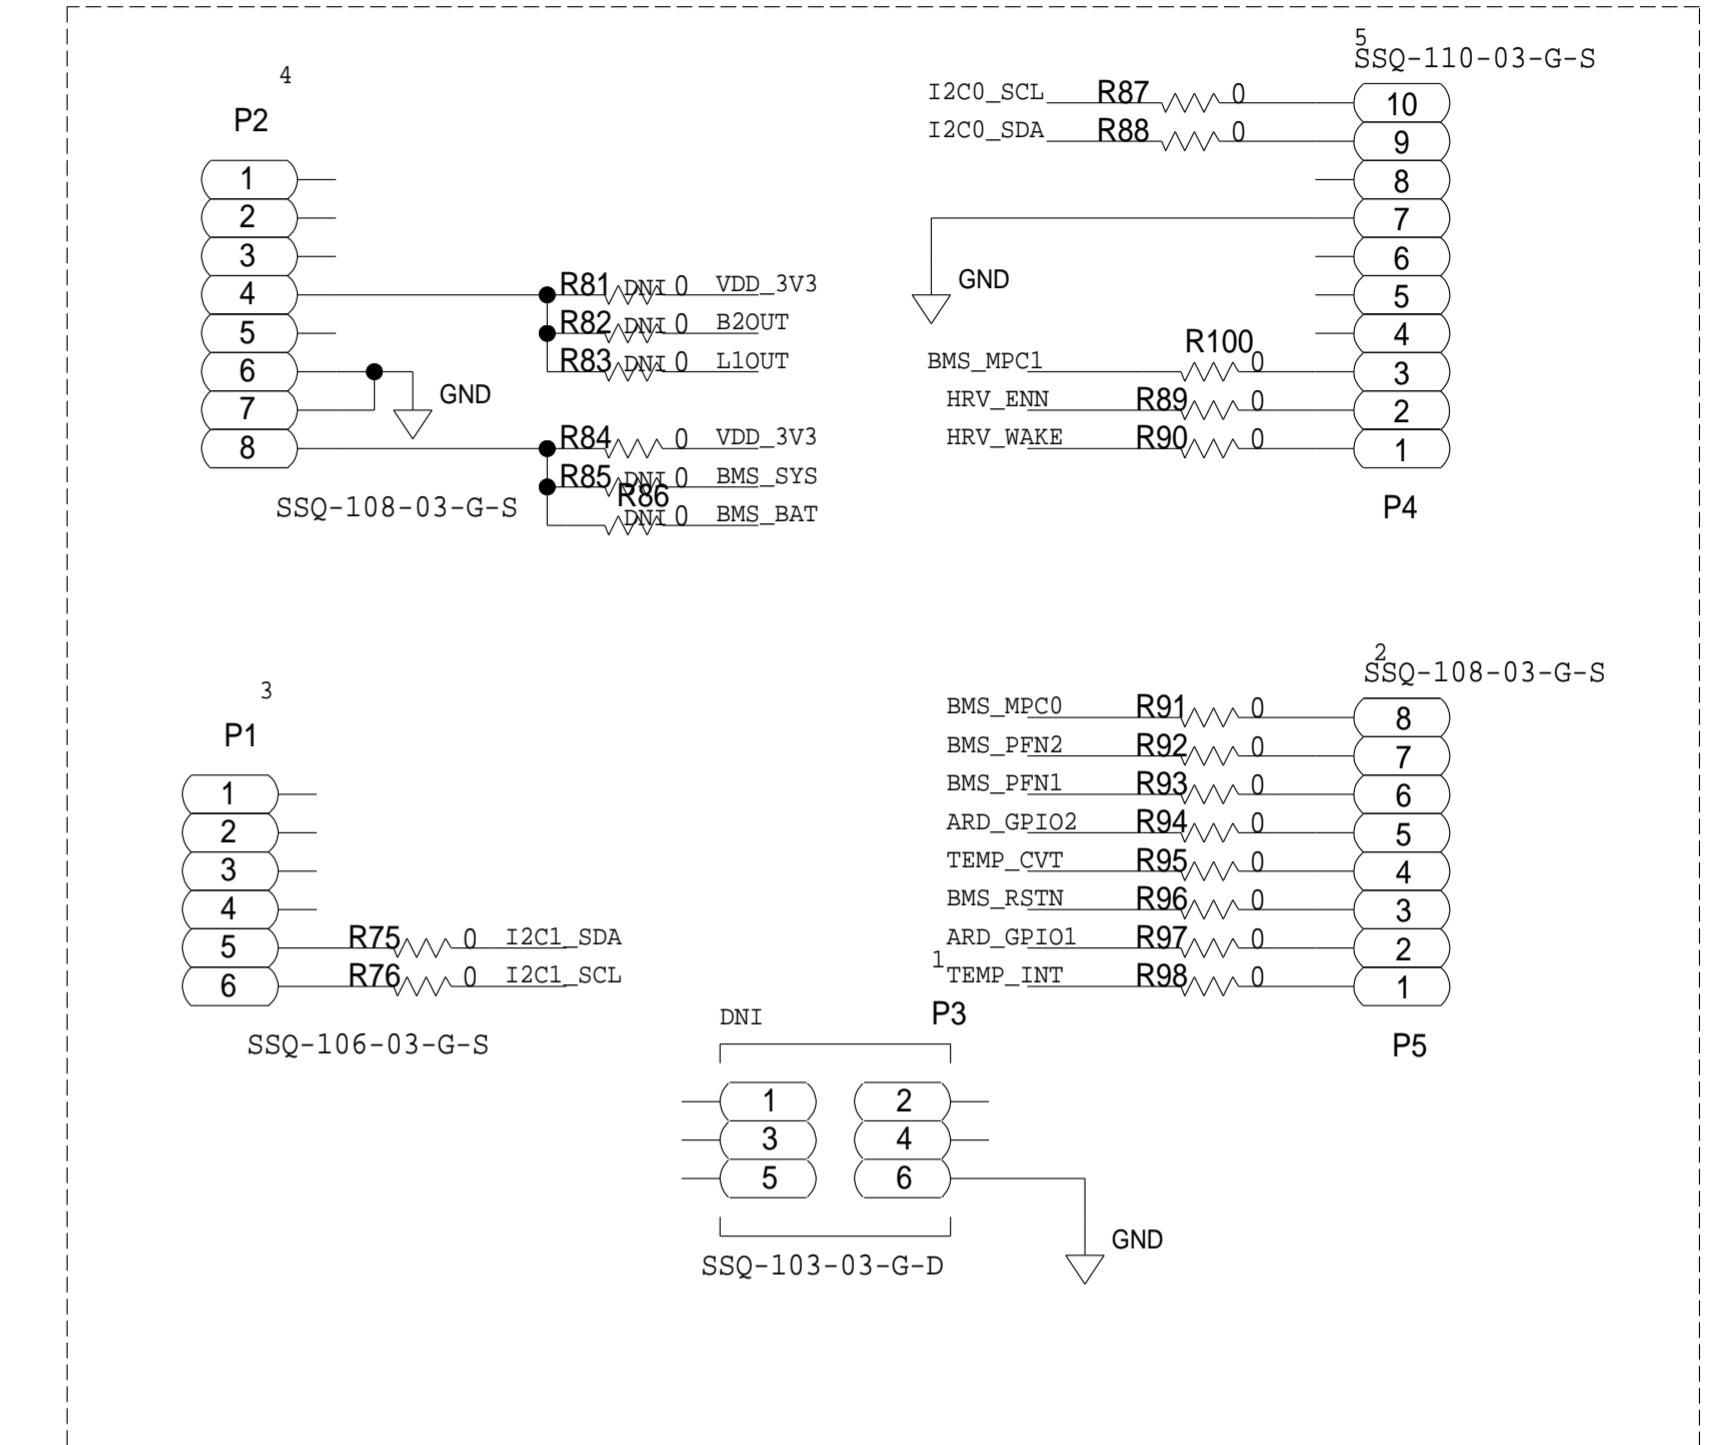 4
P2
1
2
3
4
5
6
7
8
R81 DNI 0 VDD_3V3
R82 DNI 0 B2OUT
R83 DNI 0 L1OUT
GND
R84 0 VDD_3V3
R85 DNI 0 BMS_SYS
R86 DNI 0 BMS_BAT
SSQ-108-03-G-S
5
SSQ-110-03-G-S
I2C0_SCL R87 0 10
I2C0_SDA R88 0 9
8
7
GND
6
5
4
BMS_MPC1 R100 0 3
HRV_ENN R89 0 2
HRV_WAKE R90 0 1
P4
3
P1
1
2
3
4
5 R75 0 I2C1_SDA
6 R76 0 I2C1_SCL
SSQ-106-03-G-S
2
SSQ-108-03-G-S
BMS_MPC0 R91 0 8
BMS_PFN2 R92 0 7
BMS_PFN1 R93 0 6
ARD_GPIO2 R94 0 5
TEMP_CVT R95 0 4
BMS_RSTN R96 0 3
ARD_GPIO1 R97 0 2
TEMP_INT R98 0 1
P5
1
DNI P3
1 2
3 4
5 6
GND
SSQ-103-03-G-D